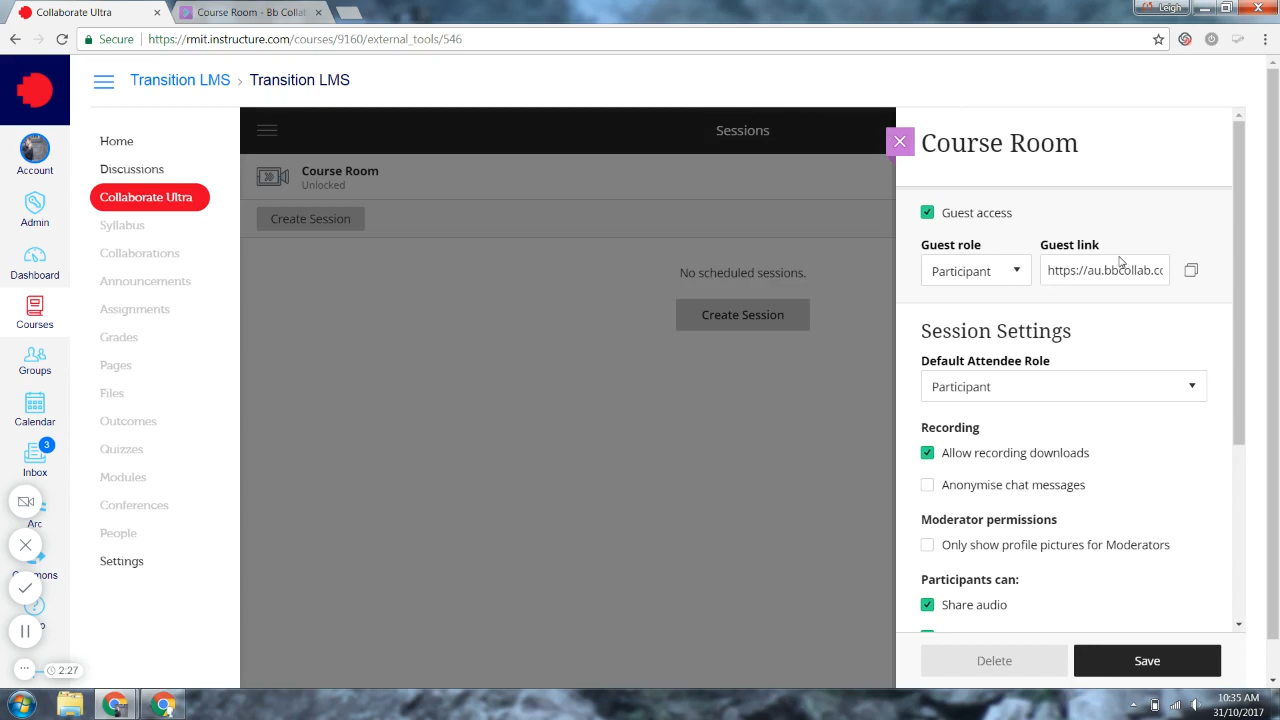 Collaborate Ultra
Course Room – Bb Collab
Leigh
Secure
https://rmit.instructure.com/courses/9160/external_tools/546
Transition LMS › Transition LMS
Account
Admin
Dashboard
Courses
Groups
Calendar
3
Inbox
Arc
2:27
Home
Discussions
Collaborate Ultra
Syllabus
Collaborations
Announcements
Assignments
Grades
Pages
Files
Outcomes
Quizzes
Modules
Conferences
People
Settings
Sessions
Course Room
Unlocked
Create Session
No scheduled sessions.
Create Session
Course Room
Guest access
Guest role
Guest link
Participant
https://au.bbcollab.cc
Session Settings
Default Attendee Role
Participant
Recording
Allow recording downloads
Anonymise chat messages
Moderator permissions
Only show profile pictures for Moderators
Participants can:
Share audio
Delete
Save
10:35 AM
31/10/2017